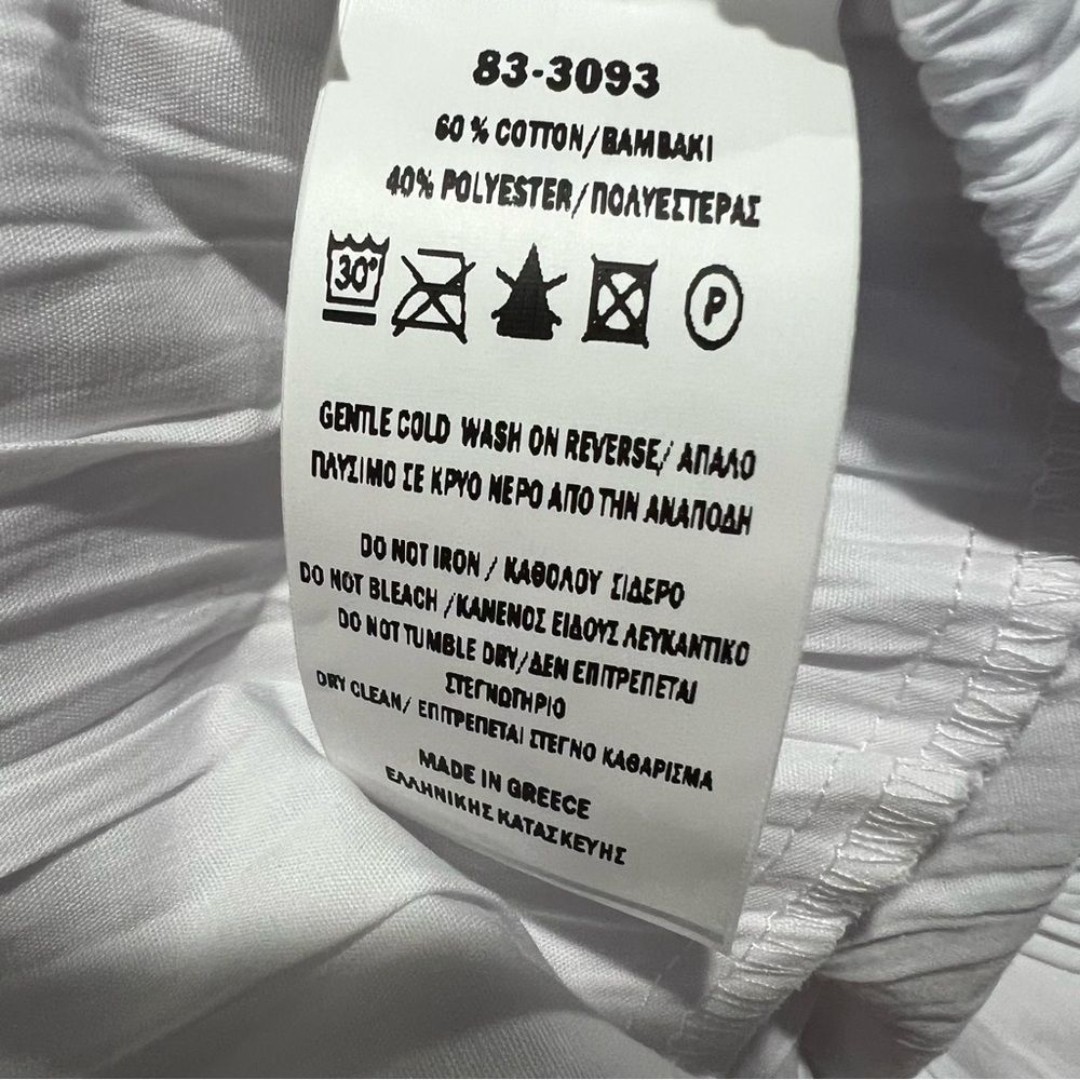 83-3093
60 % COTTON/ΒΑΜΒΑΚΙ
40% POLYESTER/ΠΟΛΥΕΣΤΕΡΑΣ
30° P
GENTLE COLD WASH ON REVERSE/ ΑΠΑΛΟ
ΠΛΥΣΙΜΟ ΣΕ ΚΡΥΟ ΝΕΡΟ ΑΠΟ ΤΗΝ ΑΝΑΠΟΔΗ
DO NOT IRON / ΚΑΘΟΛΟΥ ΣΙΔΕΡΟ
DO NOT BLEACH /ΚΑΝΕΝΟΣ ΕΙΔΟΥΣ ΛΕΥΚΑΝΤΙΚΟ
DO NOT TUMBLE DRY/ΔΕΝ ΕΠΙΤΡΕΠΕΤΑΙ
ΣΤΕΓΝΩΤΗΡΙΟ
DRY CLEAN/ ΕΠΙΤΡΕΠΕΤΑΙ ΣΤΕΓΝΟ ΚΑΘΑΡΙΣΜΑ
MADE IN GREECE
ΕΛΛΗΝΙΚΗΣ ΚΑΤΑΣΚΕΥΗΣ